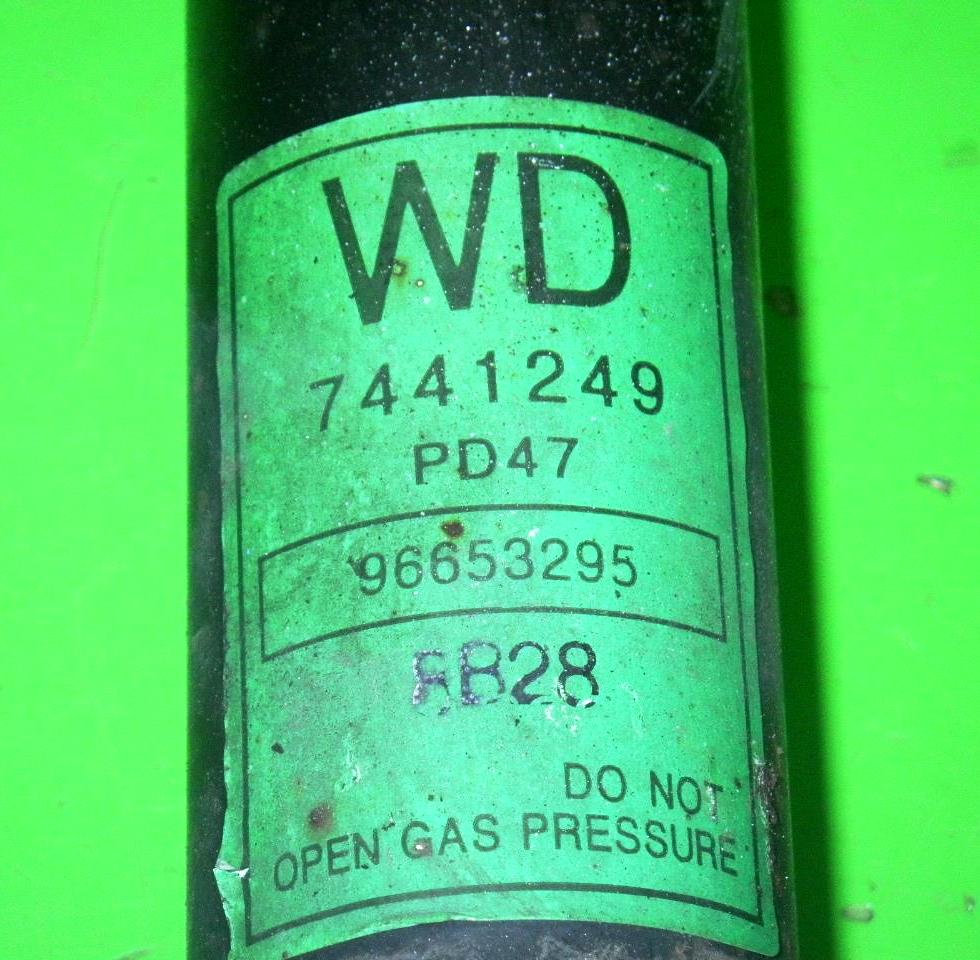 WD
7441249
PD47
96653295
RB28
DO NOT
OPEN GAS PRESSURE